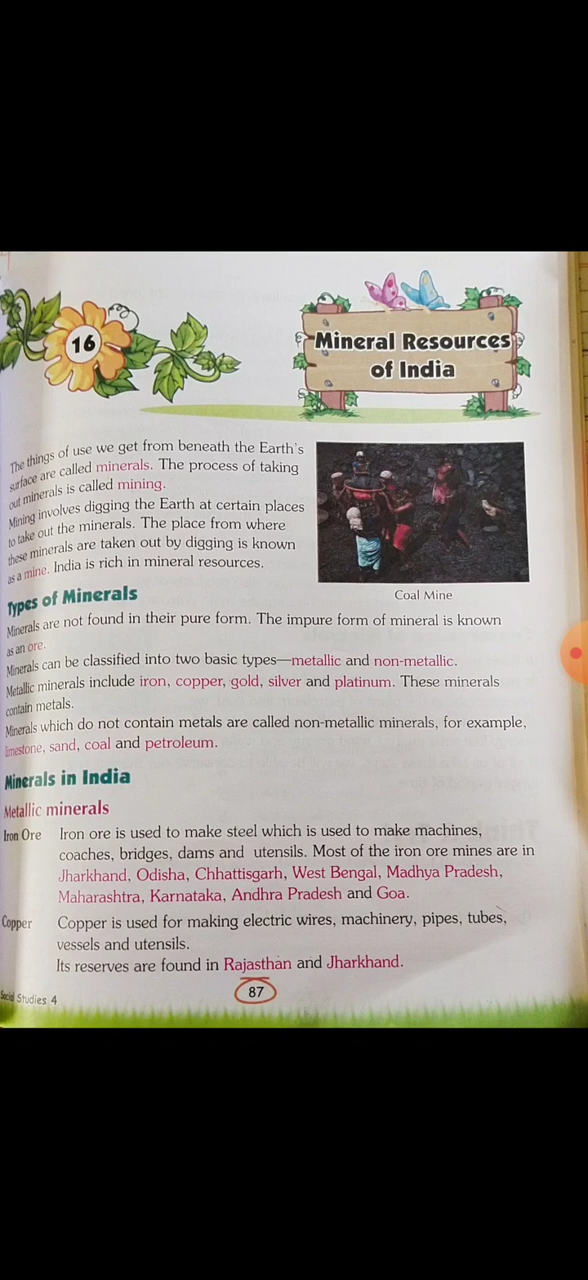 16
Mineral Resources
of India
The things of use we get from beneath the Earth's
surface are called minerals. The process of taking
out minerals is called mining.
Mining involves digging the Earth at certain places
to take out the minerals. The place from where
these minerals are taken out by digging is known
as a mine. India is rich in mineral resources.
Coal Mine
Types of Minerals
Minerals are not found in their pure form. The impure form of mineral is known
as an ore.
Minerals can be classified into two basic types—metallic and non-metallic.
Metallic minerals include iron, copper, gold, silver and platinum. These minerals
contain metals.
Minerals which do not contain metals are called non-metallic minerals, for example,
limestone, sand, coal and petroleum.
Minerals in India
Metallic minerals
Iron Ore Iron ore is used to make steel which is used to make machines,
coaches, bridges, dams and utensils. Most of the iron ore mines are in
Jharkhand, Odisha, Chhattisgarh, West Bengal, Madhya Pradesh,
Maharashtra, Karnataka, Andhra Pradesh and Goa.
Copper Copper is used for making electric wires, machinery, pipes, tubes,
vessels and utensils.
Its reserves are found in Rajasthan and Jharkhand.
Social Studies 4
87